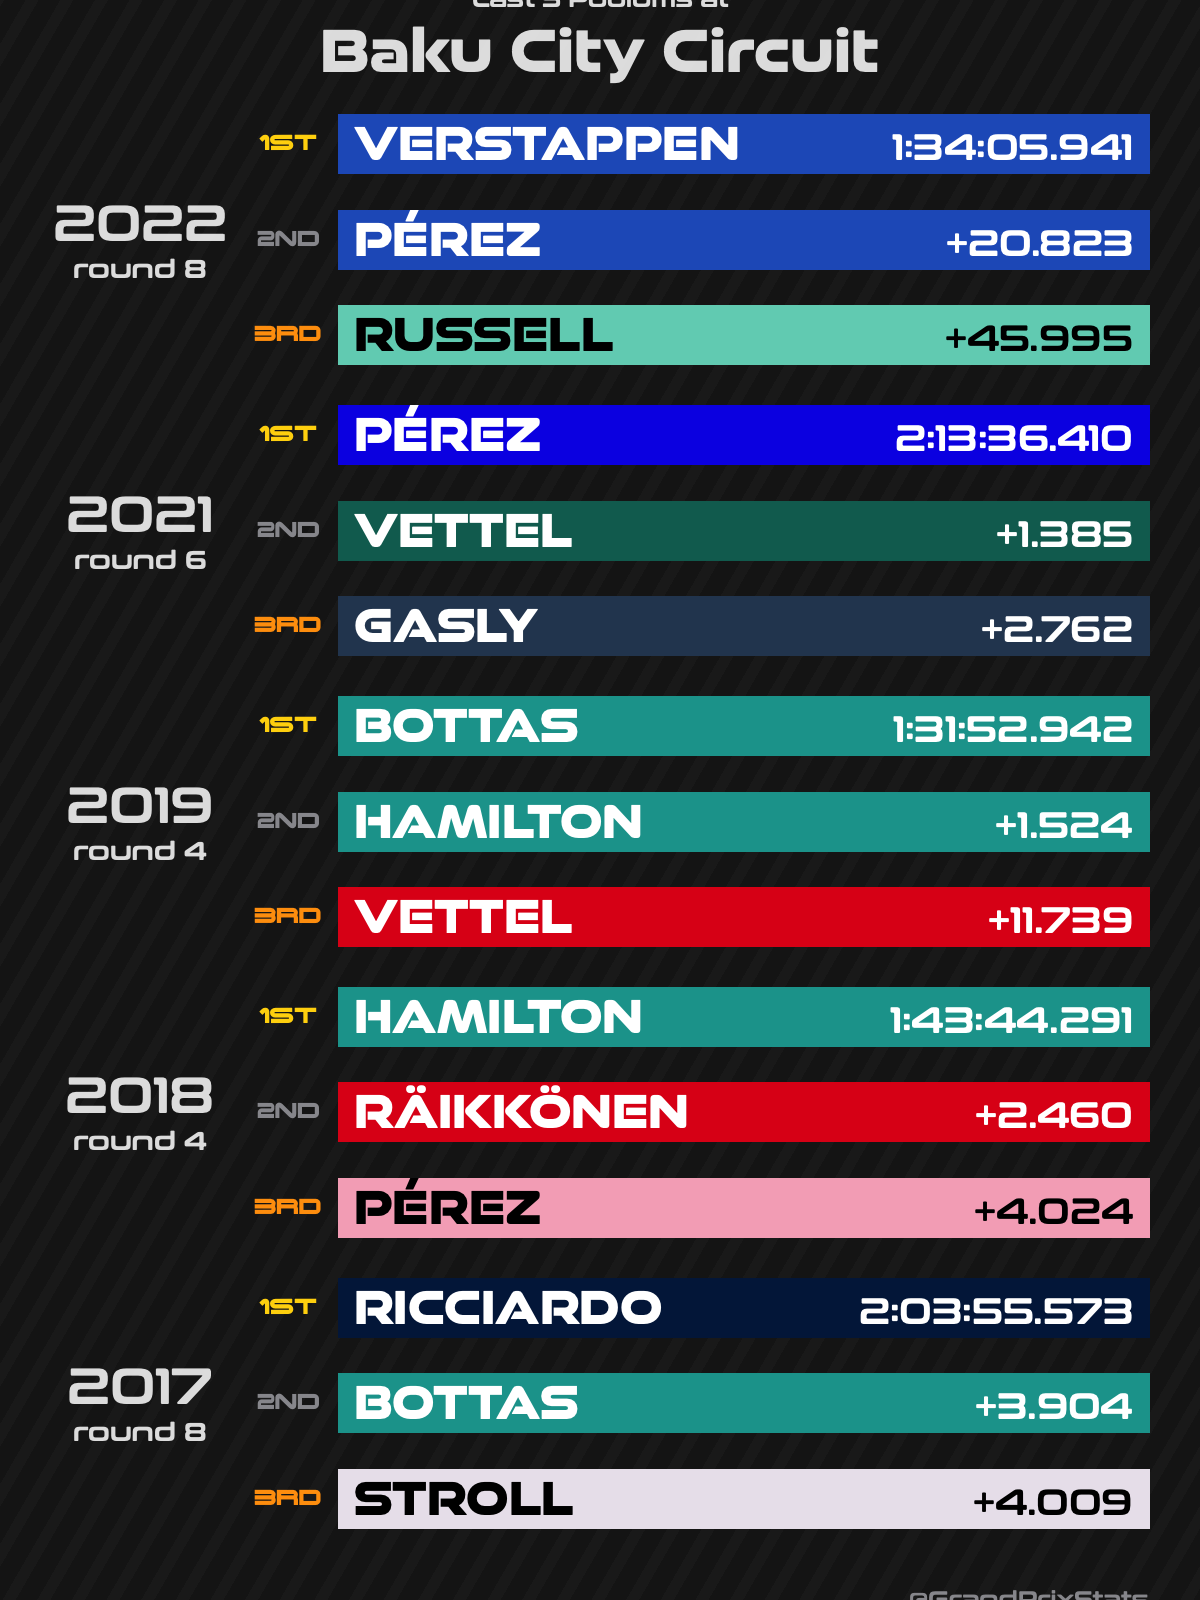 Last 5 Podiums at
Baku City Circuit
1ST VERSTAPPEN 1:34:05.941
2022
round 8
2ND PÉREZ +20.823
3RD RUSSELL +45.995
1ST PÉREZ 2:13:36.410
2021
round 6
2ND VETTEL +1.385
3RD GASLY +2.762
1ST BOTTAS 1:31:52.942
2019
round 4
2ND HAMILTON +1.524
3RD VETTEL +11.739
1ST HAMILTON 1:43:44.291
2018
round 4
2ND RÄIKKÖNEN +2.460
3RD PÉREZ +4.024
1ST RICCIARDO 2:03:55.573
2017
round 8
2ND BOTTAS +3.904
3RD STROLL +4.009
@GrandPrixStats